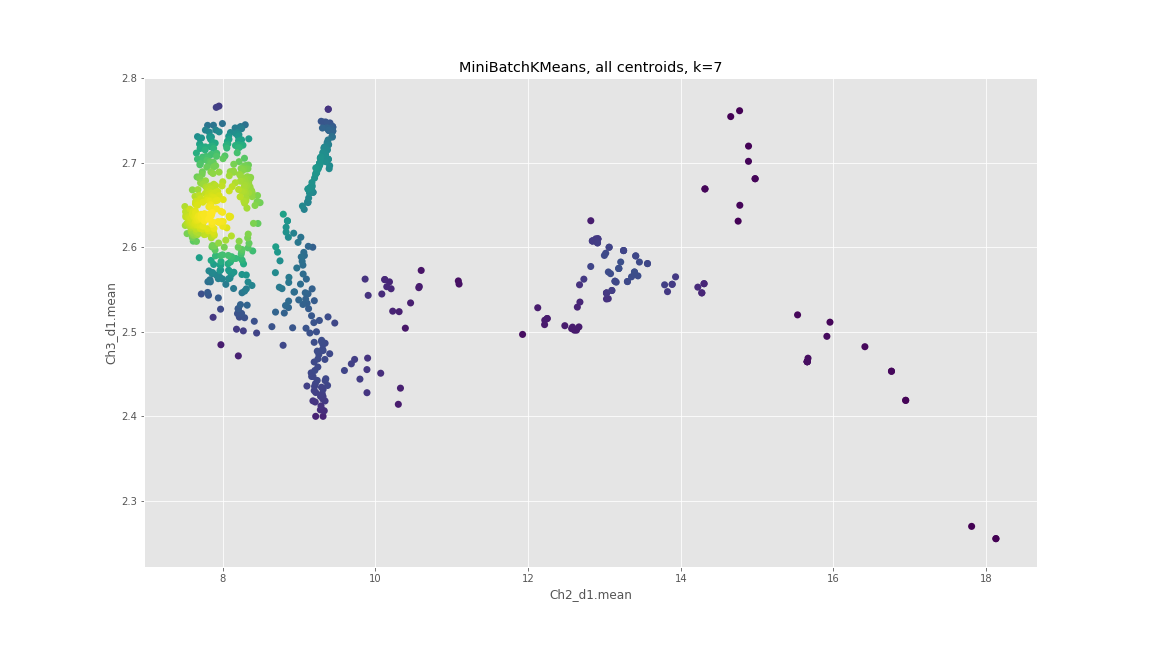 MiniBatchKMeans, all centroids, k=7
2.8
2.7
2.6
2.5
2.4
2.3
Ch3_d1.mean
8 10 12 14 16 18
Ch2_d1.mean